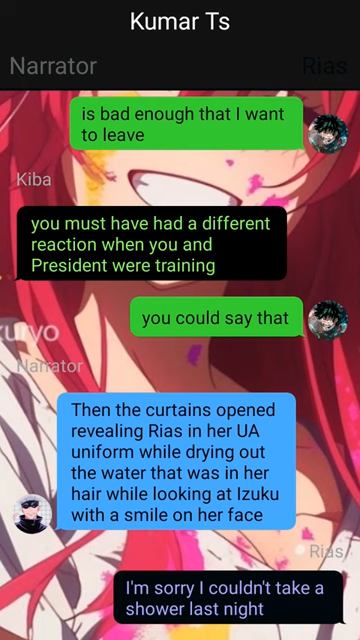 Kumar Ts
Narrator
Rias
is bad enough that I want
to leave
Kiba
you must have had a different
reaction when you and
President were training
you could say that
kuryo
Narrator
Then the curtains opened
revealing Rias in her UA
uniform while drying out
the water that was in her
hair while looking at Izuku
with a smile on her face
Rias
I'm sorry I couldn't take a
shower last night